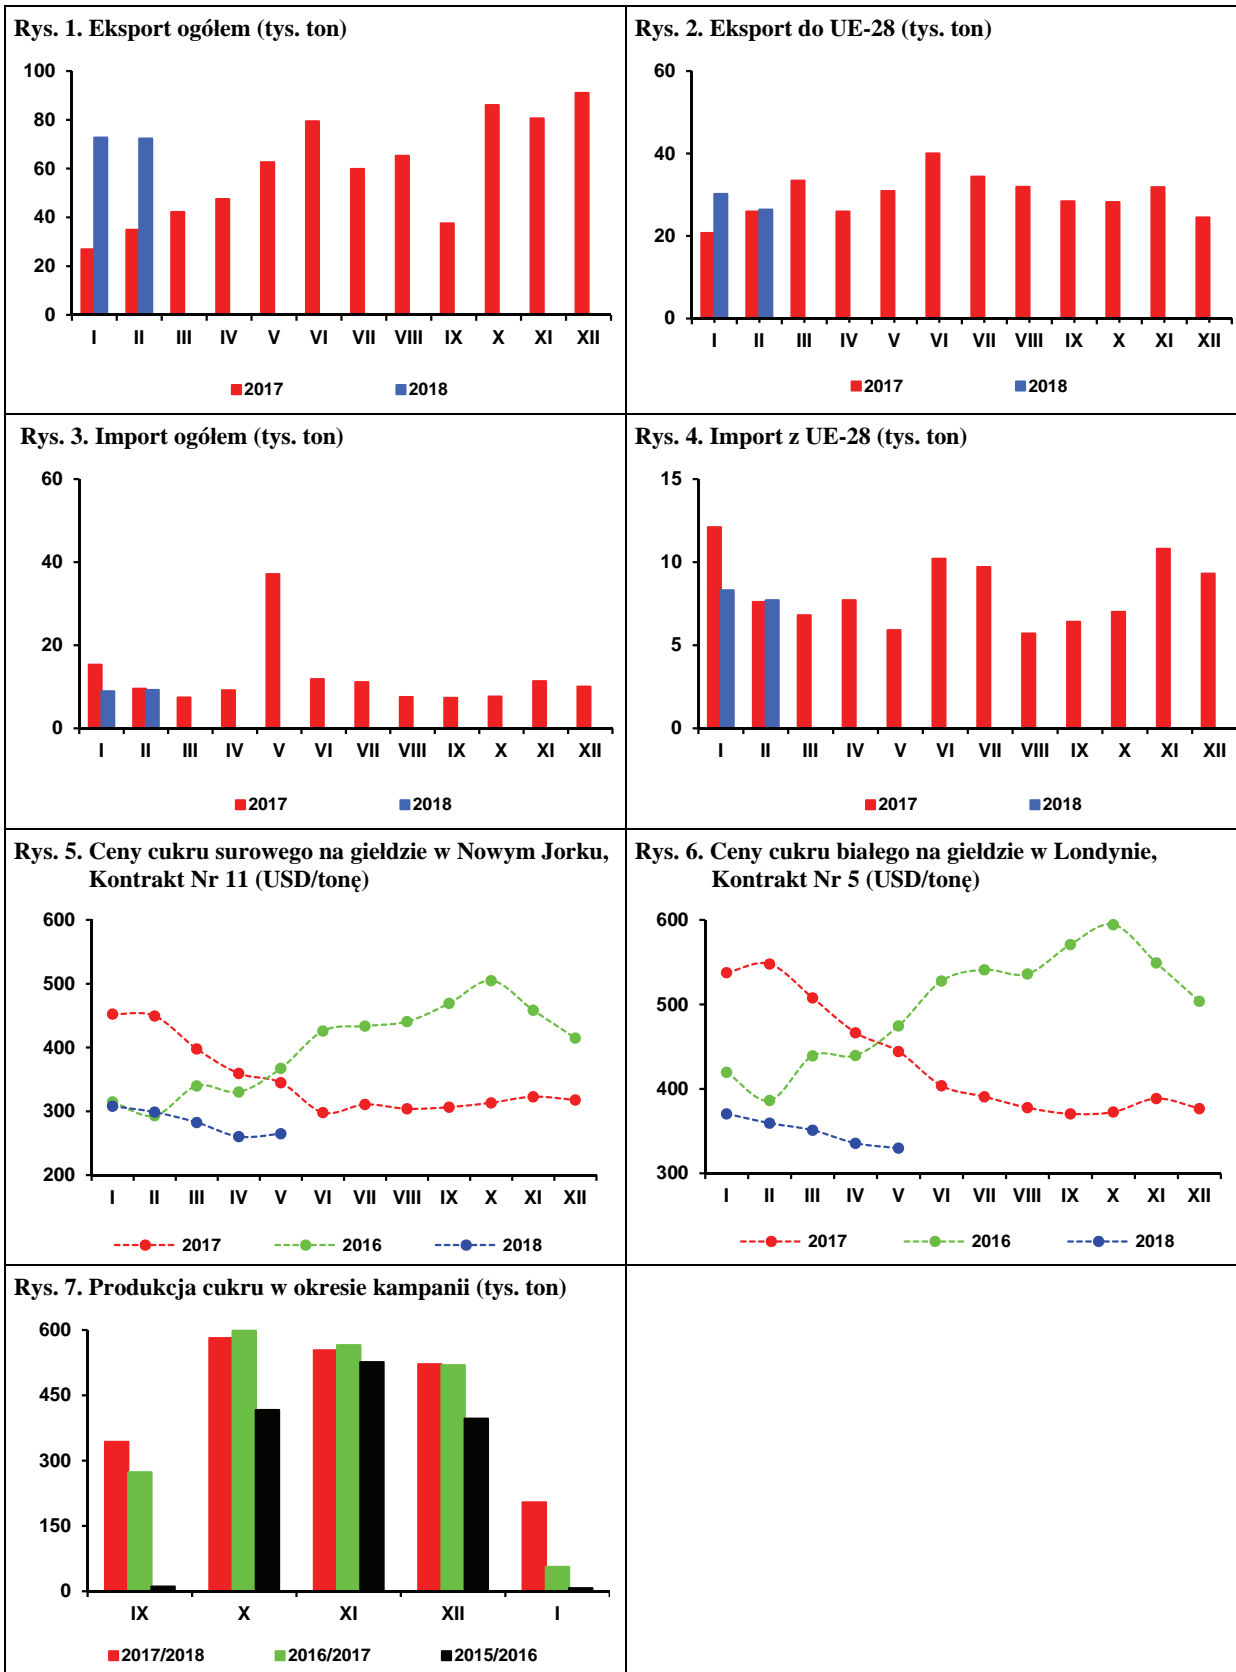 Rys. 1. Eksport ogółem (tys. ton)
100
80
60
40
20
0
I II III IV V VI VII VIII IX X XI XII
2017 2018
Rys. 2. Eksport do UE-28 (tys. ton)
60
40
20
0
I II III IV V VI VII VIII IX X XI XII
2017 2018
Rys. 3. Import ogółem (tys. ton)
60
40
20
0
I II III IV V VI VII VIII IX X XI XII
2017 2018
Rys. 4. Import z UE-28 (tys. ton)
15
10
5
0
I II III IV V VI VII VIII IX X XI XII
2017 2018
Rys. 5. Ceny cukru surowego na giełdzie w Nowym Jorku,
Kontrakt Nr 11 (USD/tonę)
600
500
400
300
200
I II III IV V VI VII VIII IX X XI XII
2017 2016 2018
Rys. 6. Ceny cukru białego na giełdzie w Londynie,
Kontrakt Nr 5 (USD/tonę)
600
500
400
300
I II III IV V VI VII VIII IX X XI XII
2017 2016 2018
Rys. 7. Produkcja cukru w okresie kampanii (tys. ton)
600
450
300
150
0
IX X XI XII I
2017/2018 2016/2017 2015/2016